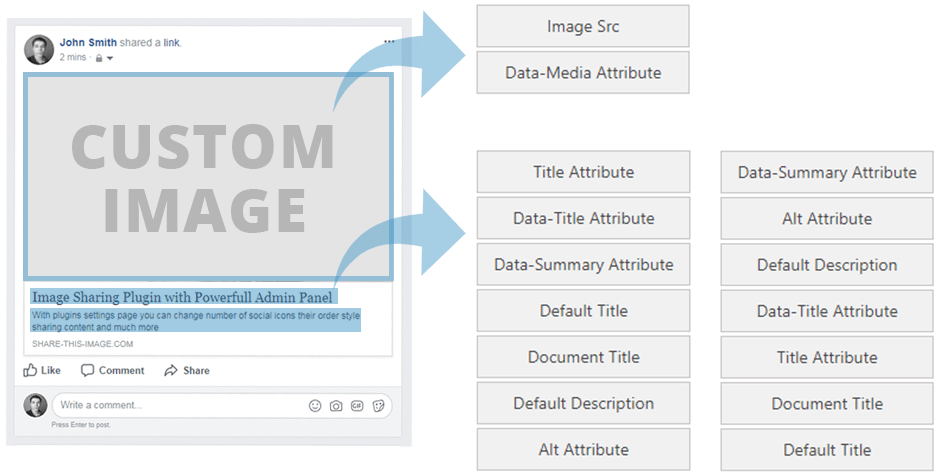 John Smith shared a link.
2 mins
CUSTOM
IMAGE
Image Sharing Plugin with Powerfull Admin Panel
With plugins settings page you can change number of social icons their order style
sharing content and much more
SHARE-THIS-IMAGE.COM
Like Comment Share
Write a comment...
GIF
Press Enter to post.
Image Src
Data-Media Attribute
Title Attribute
Data-Title Attribute
Data-Summary Attribute
Default Title
Document Title
Default Description
Alt Attribute
Data-Summary Attribute
Alt Attribute
Default Description
Data-Title Attribute
Title Attribute
Document Title
Default Title